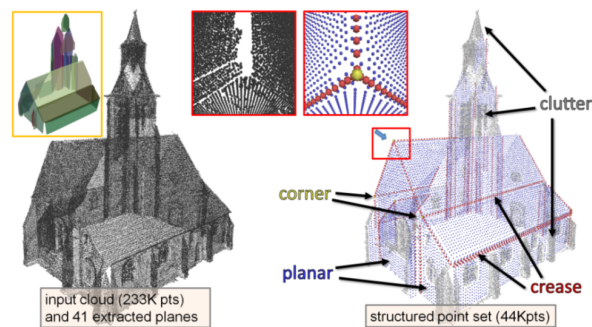 clutter
corner
planar
crease
input cloud (233K pts)
and 41 extracted planes
structured point set (44Kpts)